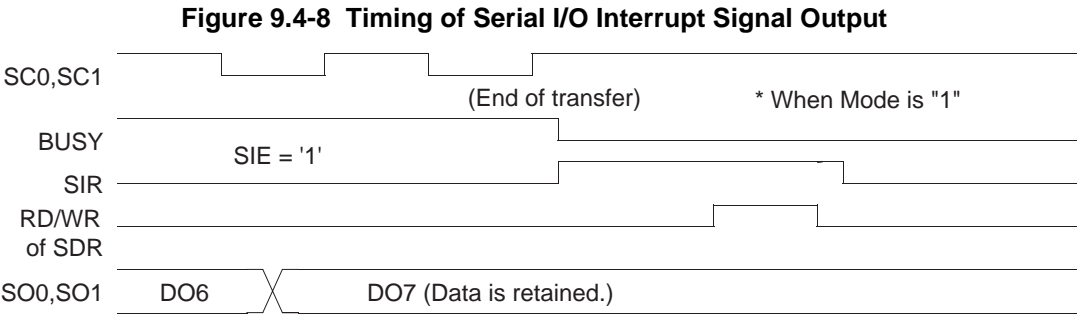 Figure 9.4-8 Timing of Serial I/O Interrupt Signal Output
SC0,SC1
(End of transfer)
* When Mode is "1"
BUSY
SIE = '1'
SIR
RD/WR
of SDR
SO0,SO1
DO6
DO7 (Data is retained.)